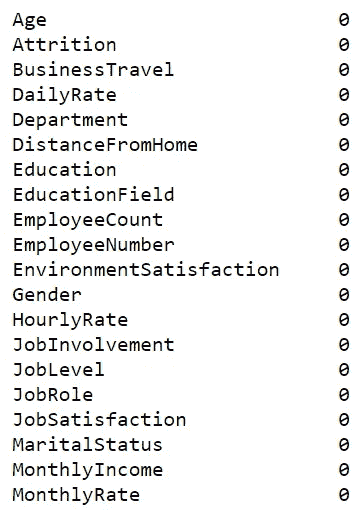 Age 0
Attrition 0
BusinessTravel 0
DailyRate 0
Department 0
DistanceFromHome 0
Education 0
EducationField 0
EmployeeCount 0
EmployeeNumber 0
EnvironmentSatisfaction 0
Gender 0
HourlyRate 0
JobInvolvement 0
JobLevel 0
JobRole 0
JobSatisfaction 0
MaritalStatus 0
MonthlyIncome 0
MonthlyRate 0